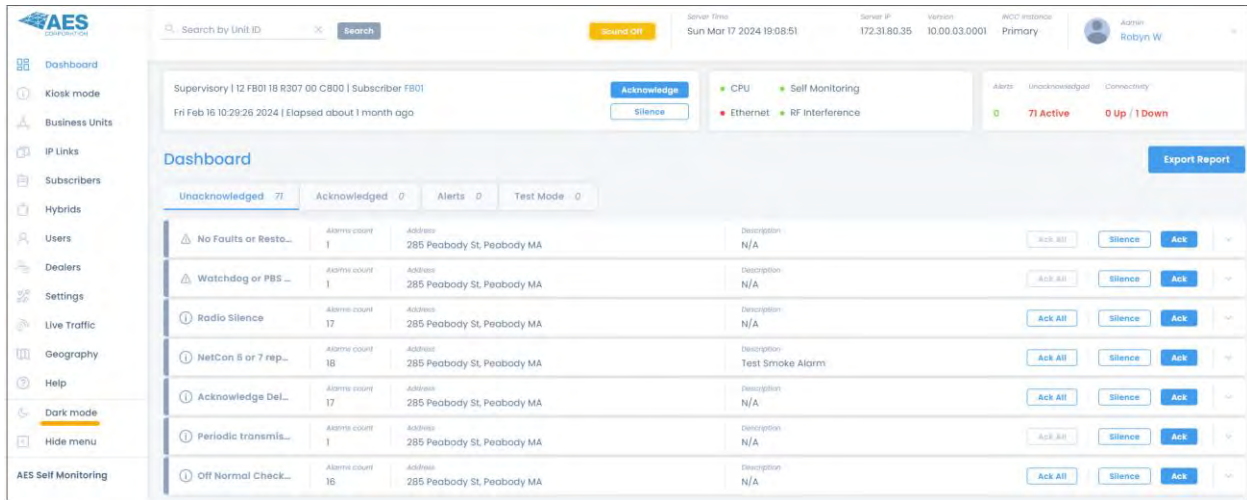 AES
CORPORATION
Search by Unit ID
Search
Sound Off
Server Time
Sun Mar 17 2024 19:08:51
Server IP
172.31.80.35
Version
10.00.03.0001
INCC Instance
Primary
Admin
Robyn W
Dashboard
Kiosk mode
Business Units
IP Links
Subscribers
Hybrids
Users
Dealers
Settings
Live Traffic
Geography
Help
Dark mode
Hide menu
AES Self Monitoring
Supervisory | 12 FB01 18 R307 00 C800 | Subscriber FB01
Fri Feb 16 10:29:26 2024 | Elapsed about 1 month ago
Acknowledge
Silence
CPU
Self Monitoring
Ethernet
RF Interference
Alerts Unacknowledged Connectivity
0 71 Active 0 Up / 1 Down
Dashboard
Export Report
Unacknowledged 71 Acknowledged 0 Alerts 0 Test Mode 0
Alarms count Address Description
No Faults or Resto... 1 285 Peabody St, Peabody MA N/A Ack All Silence Ack
Alarms count Address Description
Watchdog or PBS ... 1 285 Peabody St, Peabody MA N/A Ack All Silence Ack
Alarms count Address Description
Radio Silence 17 285 Peabody St, Peabody MA N/A Ack All Silence Ack
Alarms count Address Description
NetCon 6 or 7 rep... 18 285 Peabody St, Peabody MA Test Smoke Alarm Ack All Silence Ack
Alarms count Address Description
Acknowledge Del... 17 285 Peabody St, Peabody MA N/A Ack All Silence Ack
Alarms count Address Description
Periodic transmis... 1 285 Peabody St, Peabody MA N/A Ack All Silence Ack
Alarms count Address Description
Off Normal Check... 16 285 Peabody St, Peabody MA N/A Ack All Silence Ack